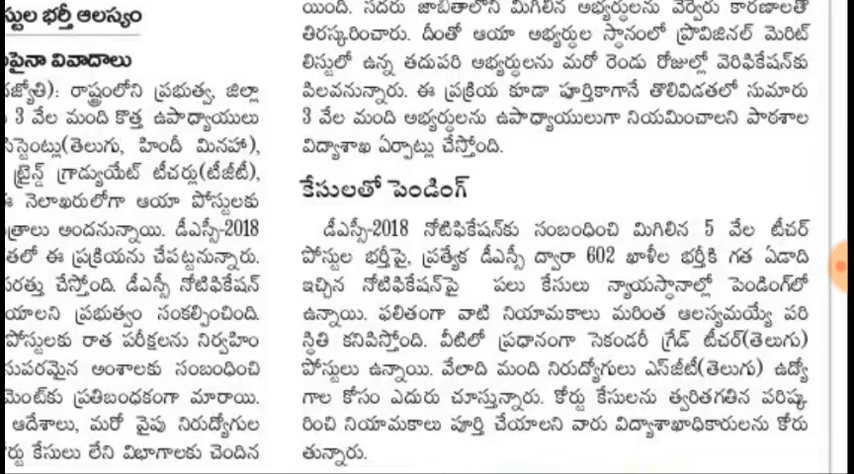 స్టుల భర్తీ ఆలస్యం
పైనా వివాదాలు
జ్యోతి): రాష్ట్రంలోని ప్రభుత్వ, జిల్లా
3 వేల మంది కొత్త ఉపాధ్యాయులు
సిస్టెంట్లు(తెలుగు, హిందీ మినహా),
ట్రైన్డ్ గ్రాడ్యుయేట్ టీచర్లు(టీజీటీ),
ఈ నెలాఖరులోగా ఆయా పోస్టులకు
త్రాలు అందనున్నాయి. డీఎస్సీ-2018
తలో ఈ ప్రక్రియను చేపట్టనున్నారు.
సరత్తు చేస్తోంది. డీఎస్సీ నోటిఫికేషన్
యాలని ప్రభుత్వం సంకల్పించింది.
పోస్టులకు రాత పరీక్షలను నిర్వహిం
సుపరమైన అంశాలకు సంబంధించి
మెంట్‌కు ప్రతిబంధకంగా మారాయి.
ఆదేశాలు, మరో వైపు నిరుద్యోగుల
ర్టు కేసులు లేని విభాగాలకు చెందిన
యింది. సదరు జాబితాలోని మిగిలిన అభ్యర్థులను వేర్వేరు కారణాలతో
తిరస్కరించారు. దీంతో ఆయా అభ్యర్థుల స్థానంలో ప్రొవిజినల్ మెరిట్
లిస్టులో ఉన్న తదుపరి అభ్యర్థులను మరో రెండు రోజుల్లో వెరిఫికేషన్‌కు
పిలవనున్నారు. ఈ ప్రక్రియ కూడా పూర్తికాగానే తొలివిడతలో సుమారు
3 వేల మంది అభ్యర్థులను ఉపాధ్యాయులుగా నియమించాలని పాఠశాల
విద్యాశాఖ ఏర్పాట్లు చేస్తోంది.
కేసులతో పెండింగ్
డీఎస్సీ-2018 నోటిఫికేషన్‌కు సంబంధించి మిగిలిన 5 వేల టీచర్
పోస్టుల భర్తీపై, ప్రత్యేక డీఎస్సీ ద్వారా 602 ఖాళీల భర్తీకి గత ఏడాది
ఇచ్చిన నోటిఫికేషన్‌పై పలు కేసులు న్యాయస్థానాల్లో పెండింగ్‌లో
ఉన్నాయి. ఫలితంగా వాటి నియామకాలు మరింత ఆలస్యమయ్యే పరి
స్థితి కనిపిస్తోంది. వీటిలో ప్రధానంగా సెకండరీ గ్రేడ్ టీచర్(తెలుగు)
పోస్టులు ఉన్నాయి. వేలాది మంది నిరుద్యోగులు ఎస్‌జీటీ(తెలుగు) ఉద్యో
గాల కోసం ఎదురు చూస్తున్నారు. కోర్టు కేసులను త్వరితగతిన పరిష్క
రించి నియామకాలు పూర్తి చేయాలని వారు విద్యాశాఖాధికారులను కోరు
తున్నారు.